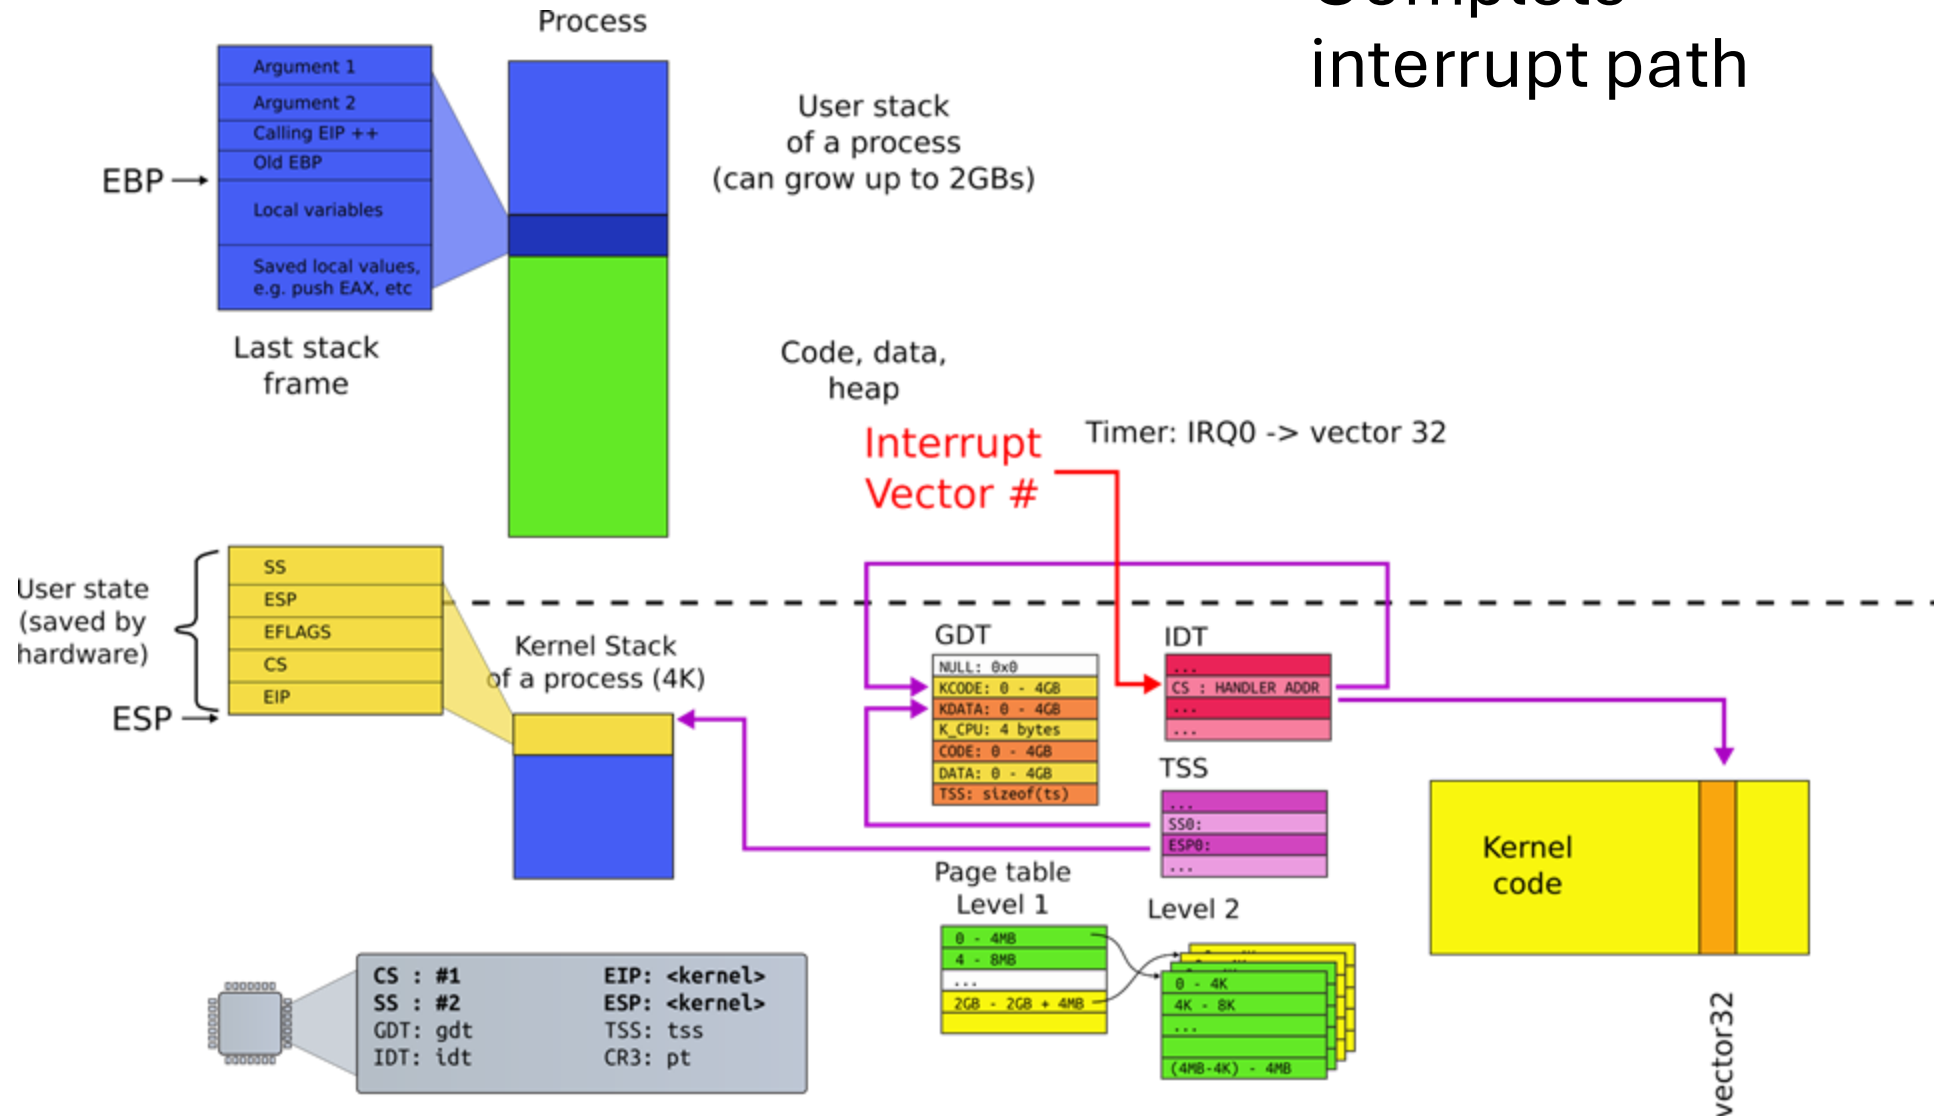 Complete
interrupt path
Process
Argument 1
Argument 2
Calling EIP ++
Old EBP
EBP
Local variables
Saved local values,
e.g. push EAX, etc
Last stack
frame
User stack
of a process
(can grow up to 2GBs)
Code, data,
heap
Interrupt
Vector #
Timer: IRQ0 -> vector 32
User state
(saved by
hardware)
SS
ESP
EFLAGS
CS
EIP
ESP
Kernel Stack
of a process (4K)
GDT
NULL: 0x0
KCODE: 0 - 4GB
KDATA: 0 - 4GB
K_CPU: 4 bytes
CODE: 0 - 4GB
DATA: 0 - 4GB
TSS: sizeof(ts)
IDT
...
CS : HANDLER ADDR
...
...
TSS
...
SS0:
ESP0:
...
Kernel
code
vector32
Page table
Level 1
0 - 4MB
4 - 8MB
...
2GB - 2GB + 4MB
Level 2
0 - 4K
4K - 8K
...
(4MB-4K) - 4MB
CS : #1 EIP: <kernel>
SS : #2 ESP: <kernel>
GDT: gdt TSS: tss
IDT: idt CR3: pt